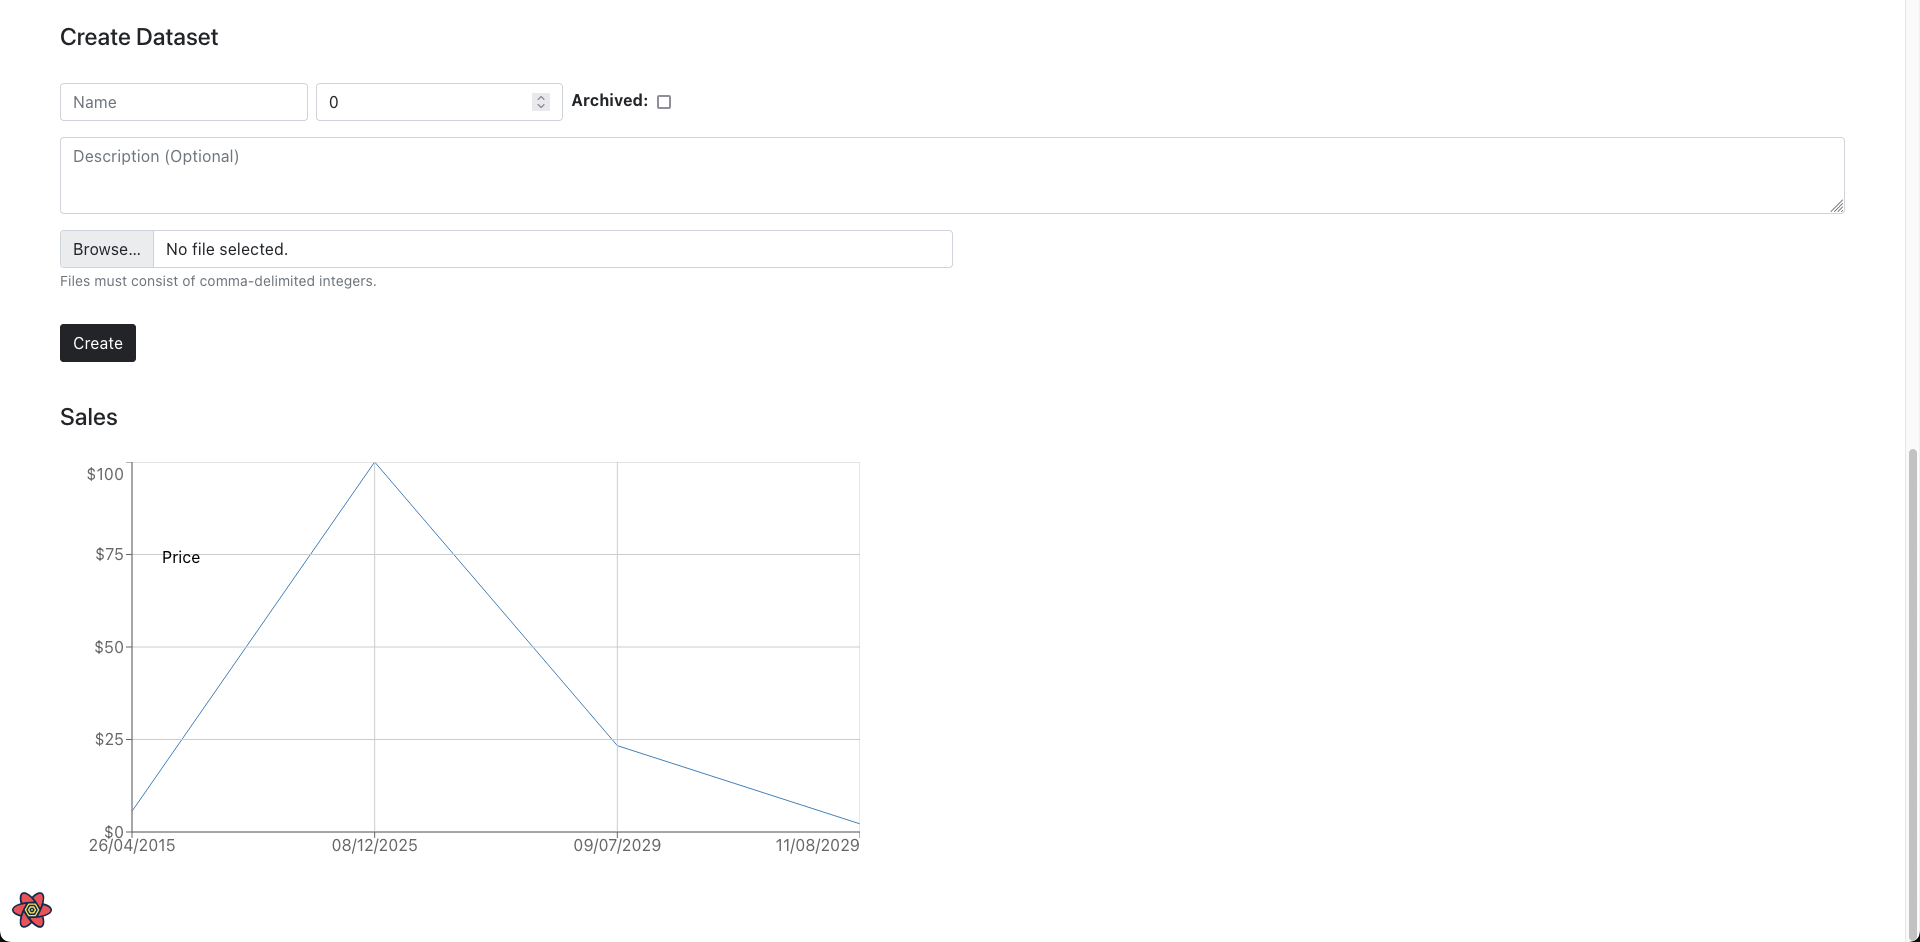 Create Dataset
Name
0
Archived:
Description (Optional)
Browse... No file selected.
Files must consist of comma-delimited integers.
Create
Sales
$100
$75
Price
$50
$25
$0
26/04/2015 08/12/2025 09/07/2029 11/08/2029